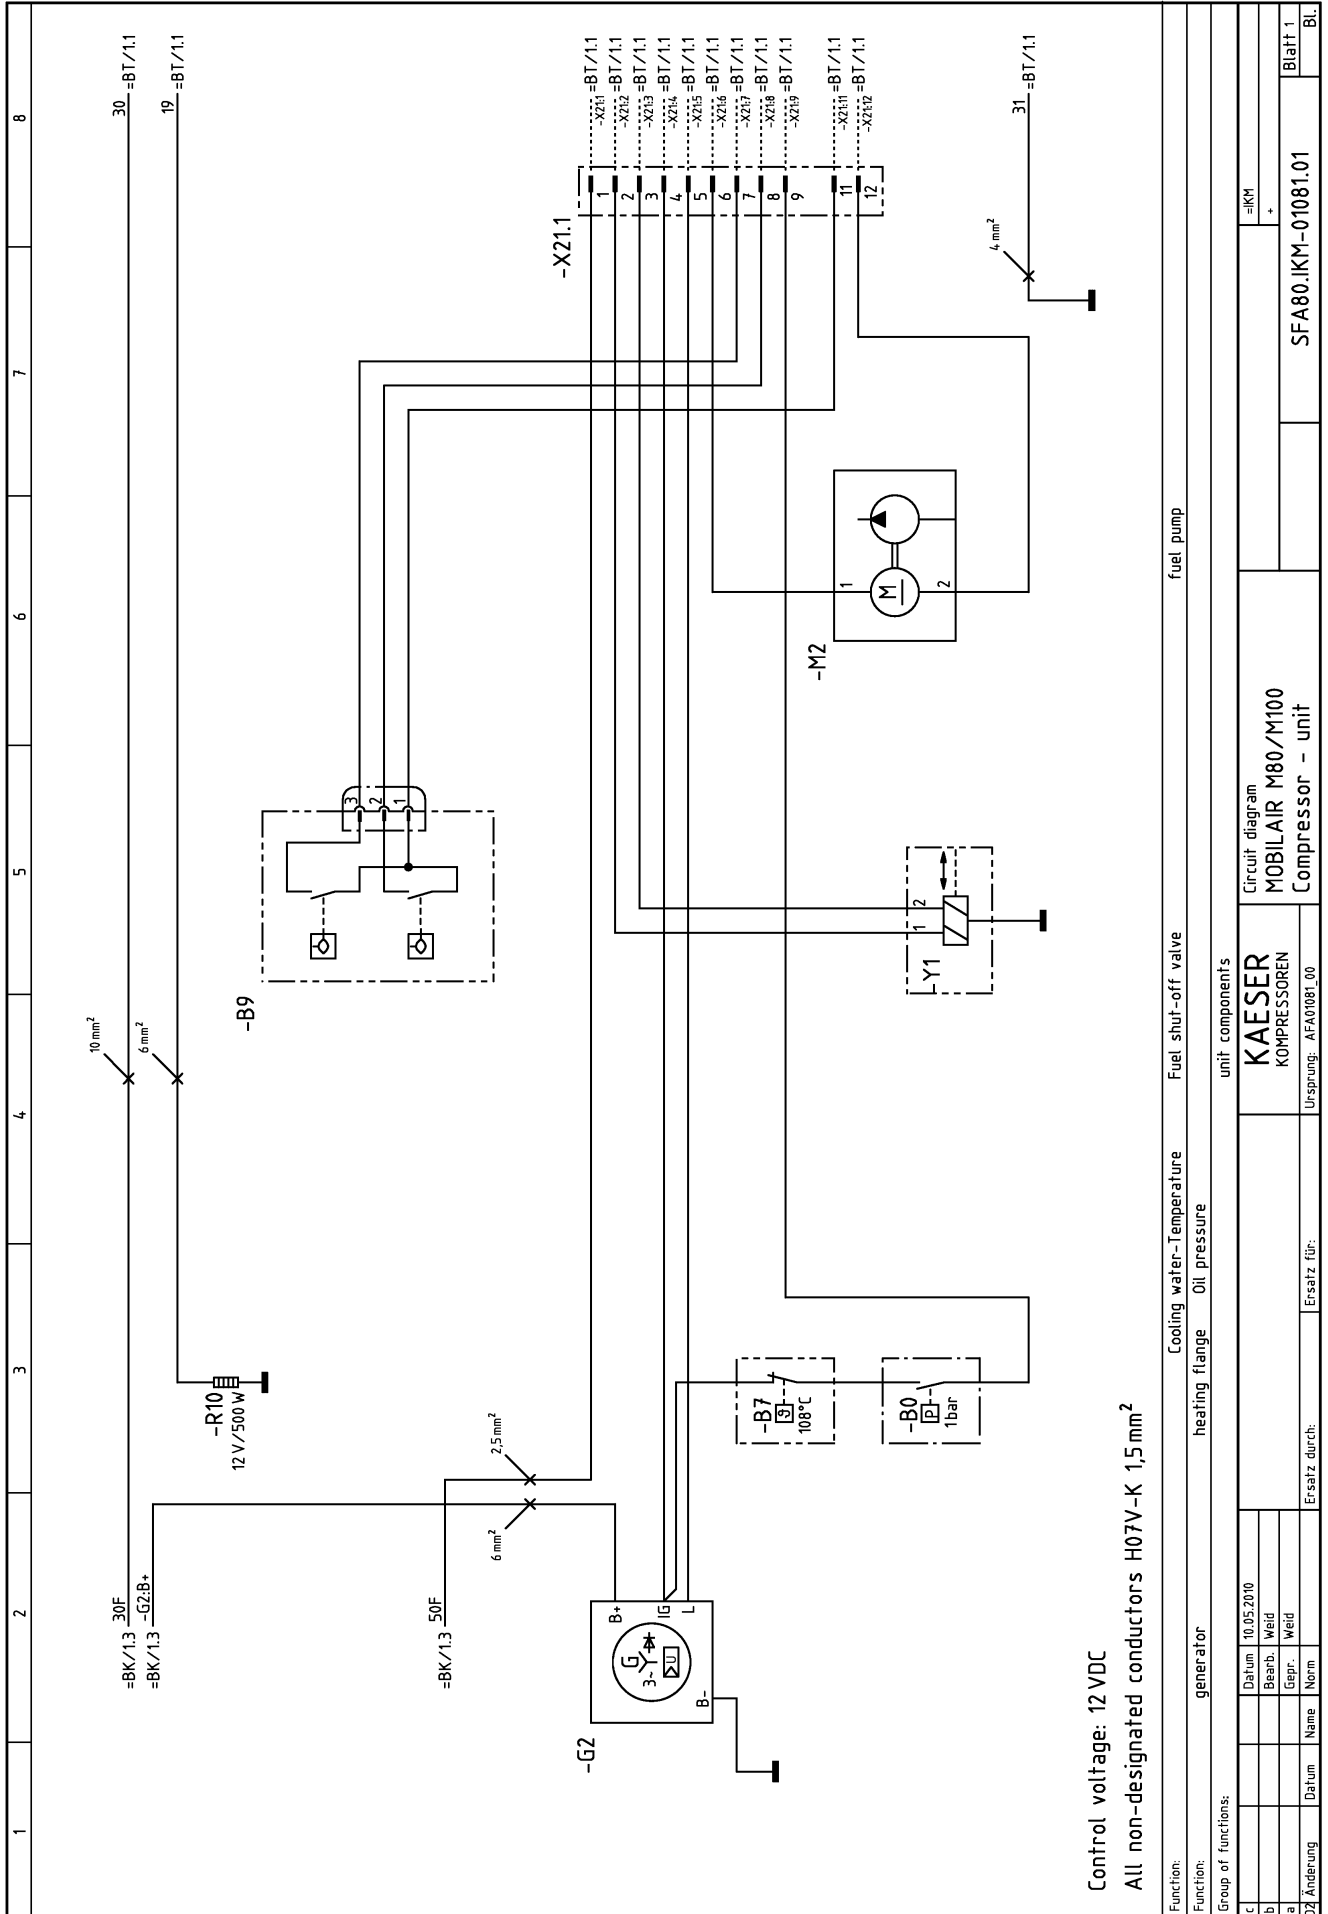 1
2
3
4
5
6
7
8
=BK/1.3 30F
30 =BT/1.1
=BK/1.3 -G2:B+
19 =BT/1.1
10 mm²
6 mm²
-R10
12 V/500 W
-B9
3
2
1
=BK/1.3 50F
2,5 mm²
6 mm²
-X21.1
1 -X21:1 =BT/1.1
2 -X21:2 =BT/1.1
3 -X21:3 =BT/1.1
4 -X21:4 =BT/1.1
5 -X21:5 =BT/1.1
6 -X21:6 =BT/1.1
7 -X21:7 =BT/1.1
8 -X21:8 =BT/1.1
9 -X21:9 =BT/1.1
11 -X21:11 =BT/1.1
12 -X21:12 =BT/1.1
-G2
B+
IG
L
B-
G
3~
U
-B7
ϑ
108°C
-B0
P
1bar
-Y1
1
2
-M2
1
M
2
4 mm²
31 =BT/1.1
Control voltage: 12 VDC
All non-designated conductors H07V-K 1,5 mm²
Function: Cooling water-Temperature Fuel shut-off valve fuel pump
Function: generator heating flange Oil pressure
Group of functions: unit components
c
b
a
02 Änderung Datum Name
Datum 10.05.2010
Bearb. Weid
Gepr. Weid
Norm
Ersatz durch:
Ersatz für:
KAESER
KOMPRESSOREN
Ursprung: AFA01081_00
Circuit diagram
MOBILAIR M80/M100
Compressor - unit
=IKM
+
SFA80.IKM-01081.01
Blatt 1
Bl.